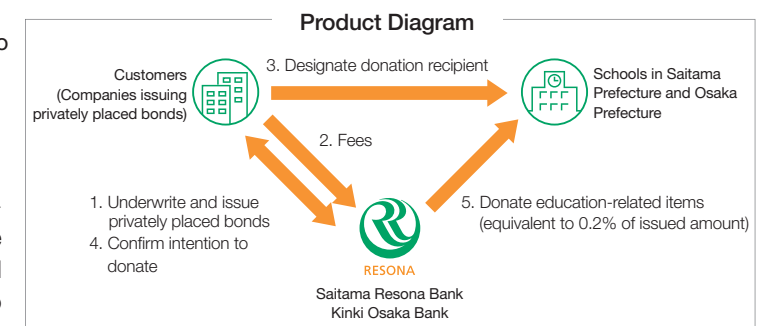 Product Diagram
o
Customers
(Companies issuing
privately placed bonds)
3. Designate donation recipient
Schools in Saitama
Prefecture and Osaka
Prefecture
2. Fees
1. Underwrite and issue
privately placed bonds
4. Confirm intention to
donate
5. Donate education-related items
(equivalent to 0.2% of issued amount)
RESONA
Saitama Resona Bank
Kinki Osaka Bank